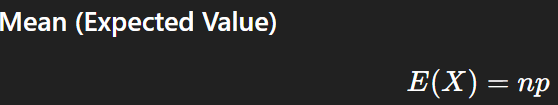 Mean (Expected Value)
E(X) = np